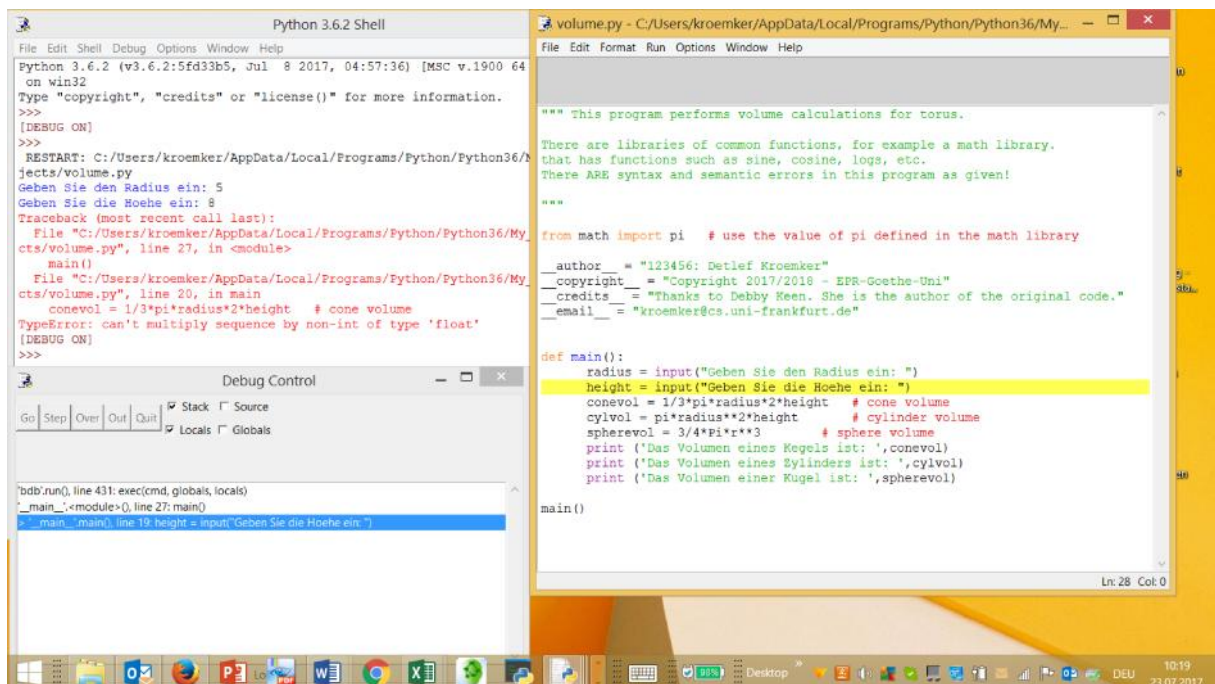 Python 3.6.2 Shell
File Edit Shell Debug Options Window Help
Python 3.6.2 (v3.6.2:5fd33b5, Jul 8 2017, 04:57:36) [MSC v.1900 64
on win32
Type "copyright", "credits" or "license()" for more information.
>>>
[DEBUG ON]
>>>
RESTART: C:/Users/kroemker/AppData/Local/Programs/Python/Python36/M
jects/volume.py
Geben Sie den Radius ein: 5
Geben Sie die Hoehe ein: 8
Traceback (most recent call last):
File "C:/Users/kroemker/AppData/Local/Programs/Python/Python36/My_
cts/volume.py", line 27, in <module>
main()
File "C:/Users/kroemker/AppData/Local/Programs/Python/Python36/My_
cts/volume.py", line 20, in main
conevol = 1/3*pi*radius*2*height # cone volume
TypeError: can't multiply sequence by non-int of type 'float'
[DEBUG ON]
>>>
Debug Control
Go Step Over Out Quit
Stack Source
Locals Globals
'bdb'.run(), line 431: exec(cmd, globals, locals)
'__main__'.<module>(), line 27: main()
> '__main__'.main(), line 19: height = input("Geben Sie die Hoehe ein: ")
volume.py - C:/Users/kroemker/AppData/Local/Programs/Python/Python36/My_...
File Edit Format Run Options Window Help
""" This program performs volume calculations for torus.
There are libraries of common functions, for example a math library.
that has functions such as sine, cosine, logs, etc.
There ARE syntax and semantic errors in this program as given!
"""
from math import pi # use the value of pi defined in the math library
__author__ = "123456: Detlef Kroemker"
__copyright__ = "Copyright 2017/2018 - EPR-Goethe-Uni"
__credits__ = "Thanks to Debby Keen. She is the author of the original code."
__email__ = "kroemker@cs.uni-frankfurt.de"
def main():
radius = input("Geben Sie den Radius ein: ")
height = input("Geben Sie die Hoehe ein: ")
conevol = 1/3*pi*radius*2*height # cone volume
cylvol = pi*radius**2*height # cylinder volume
spherevol = 3/4*Pi*r**3 # sphere volume
print ('Das Volumen eines Kegels ist: ',conevol)
print ('Das Volumen eines Zylinders ist: ',cylvol)
print ('Das Volumen einer Kugel ist: ',spherevol)
main()
Ln: 28 Col: 0
98% Desktop DEU 10:19
23.07.2017